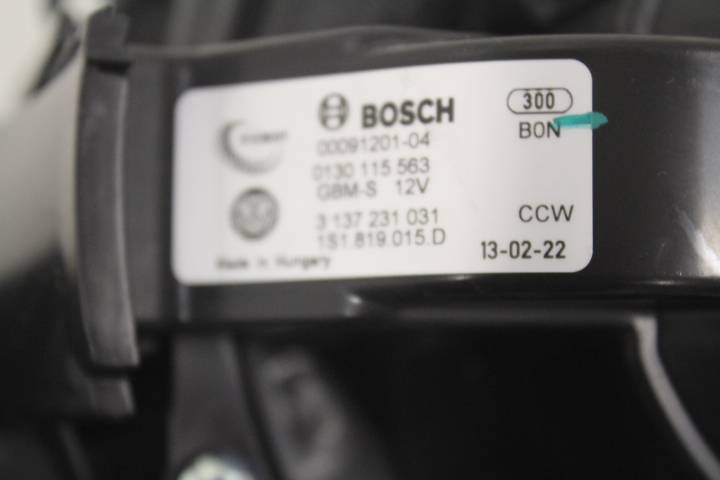 BOSCH
300
00091201-04
B0N
0130 115 563
GBM-S 12V
3 137 231 031
CCW
1S1.819.015.D
13-02-22
Made in Hungary